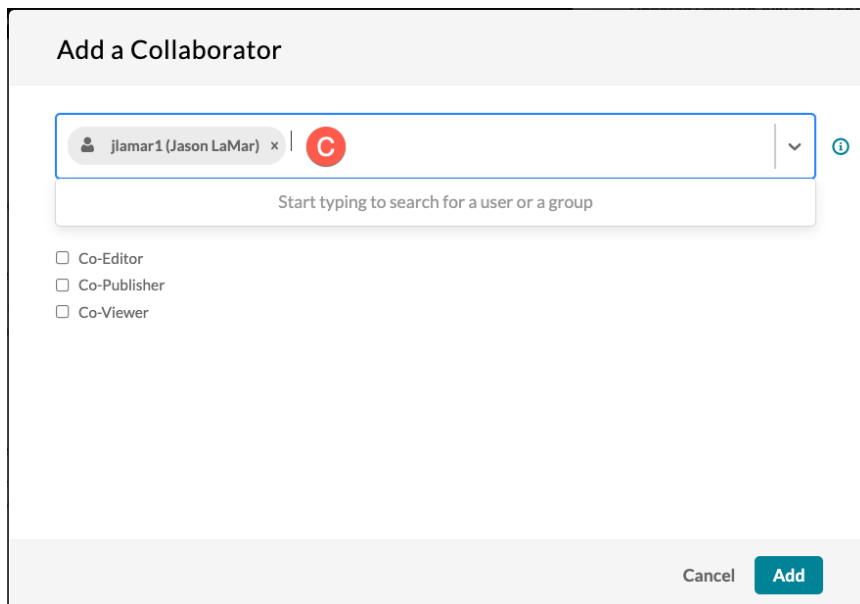 Add a Collaborator
jlamar1 (Jason LaMar) × C
Start typing to search for a user or a group
Co-Editor
Co-Publisher
Co-Viewer
Cancel Add